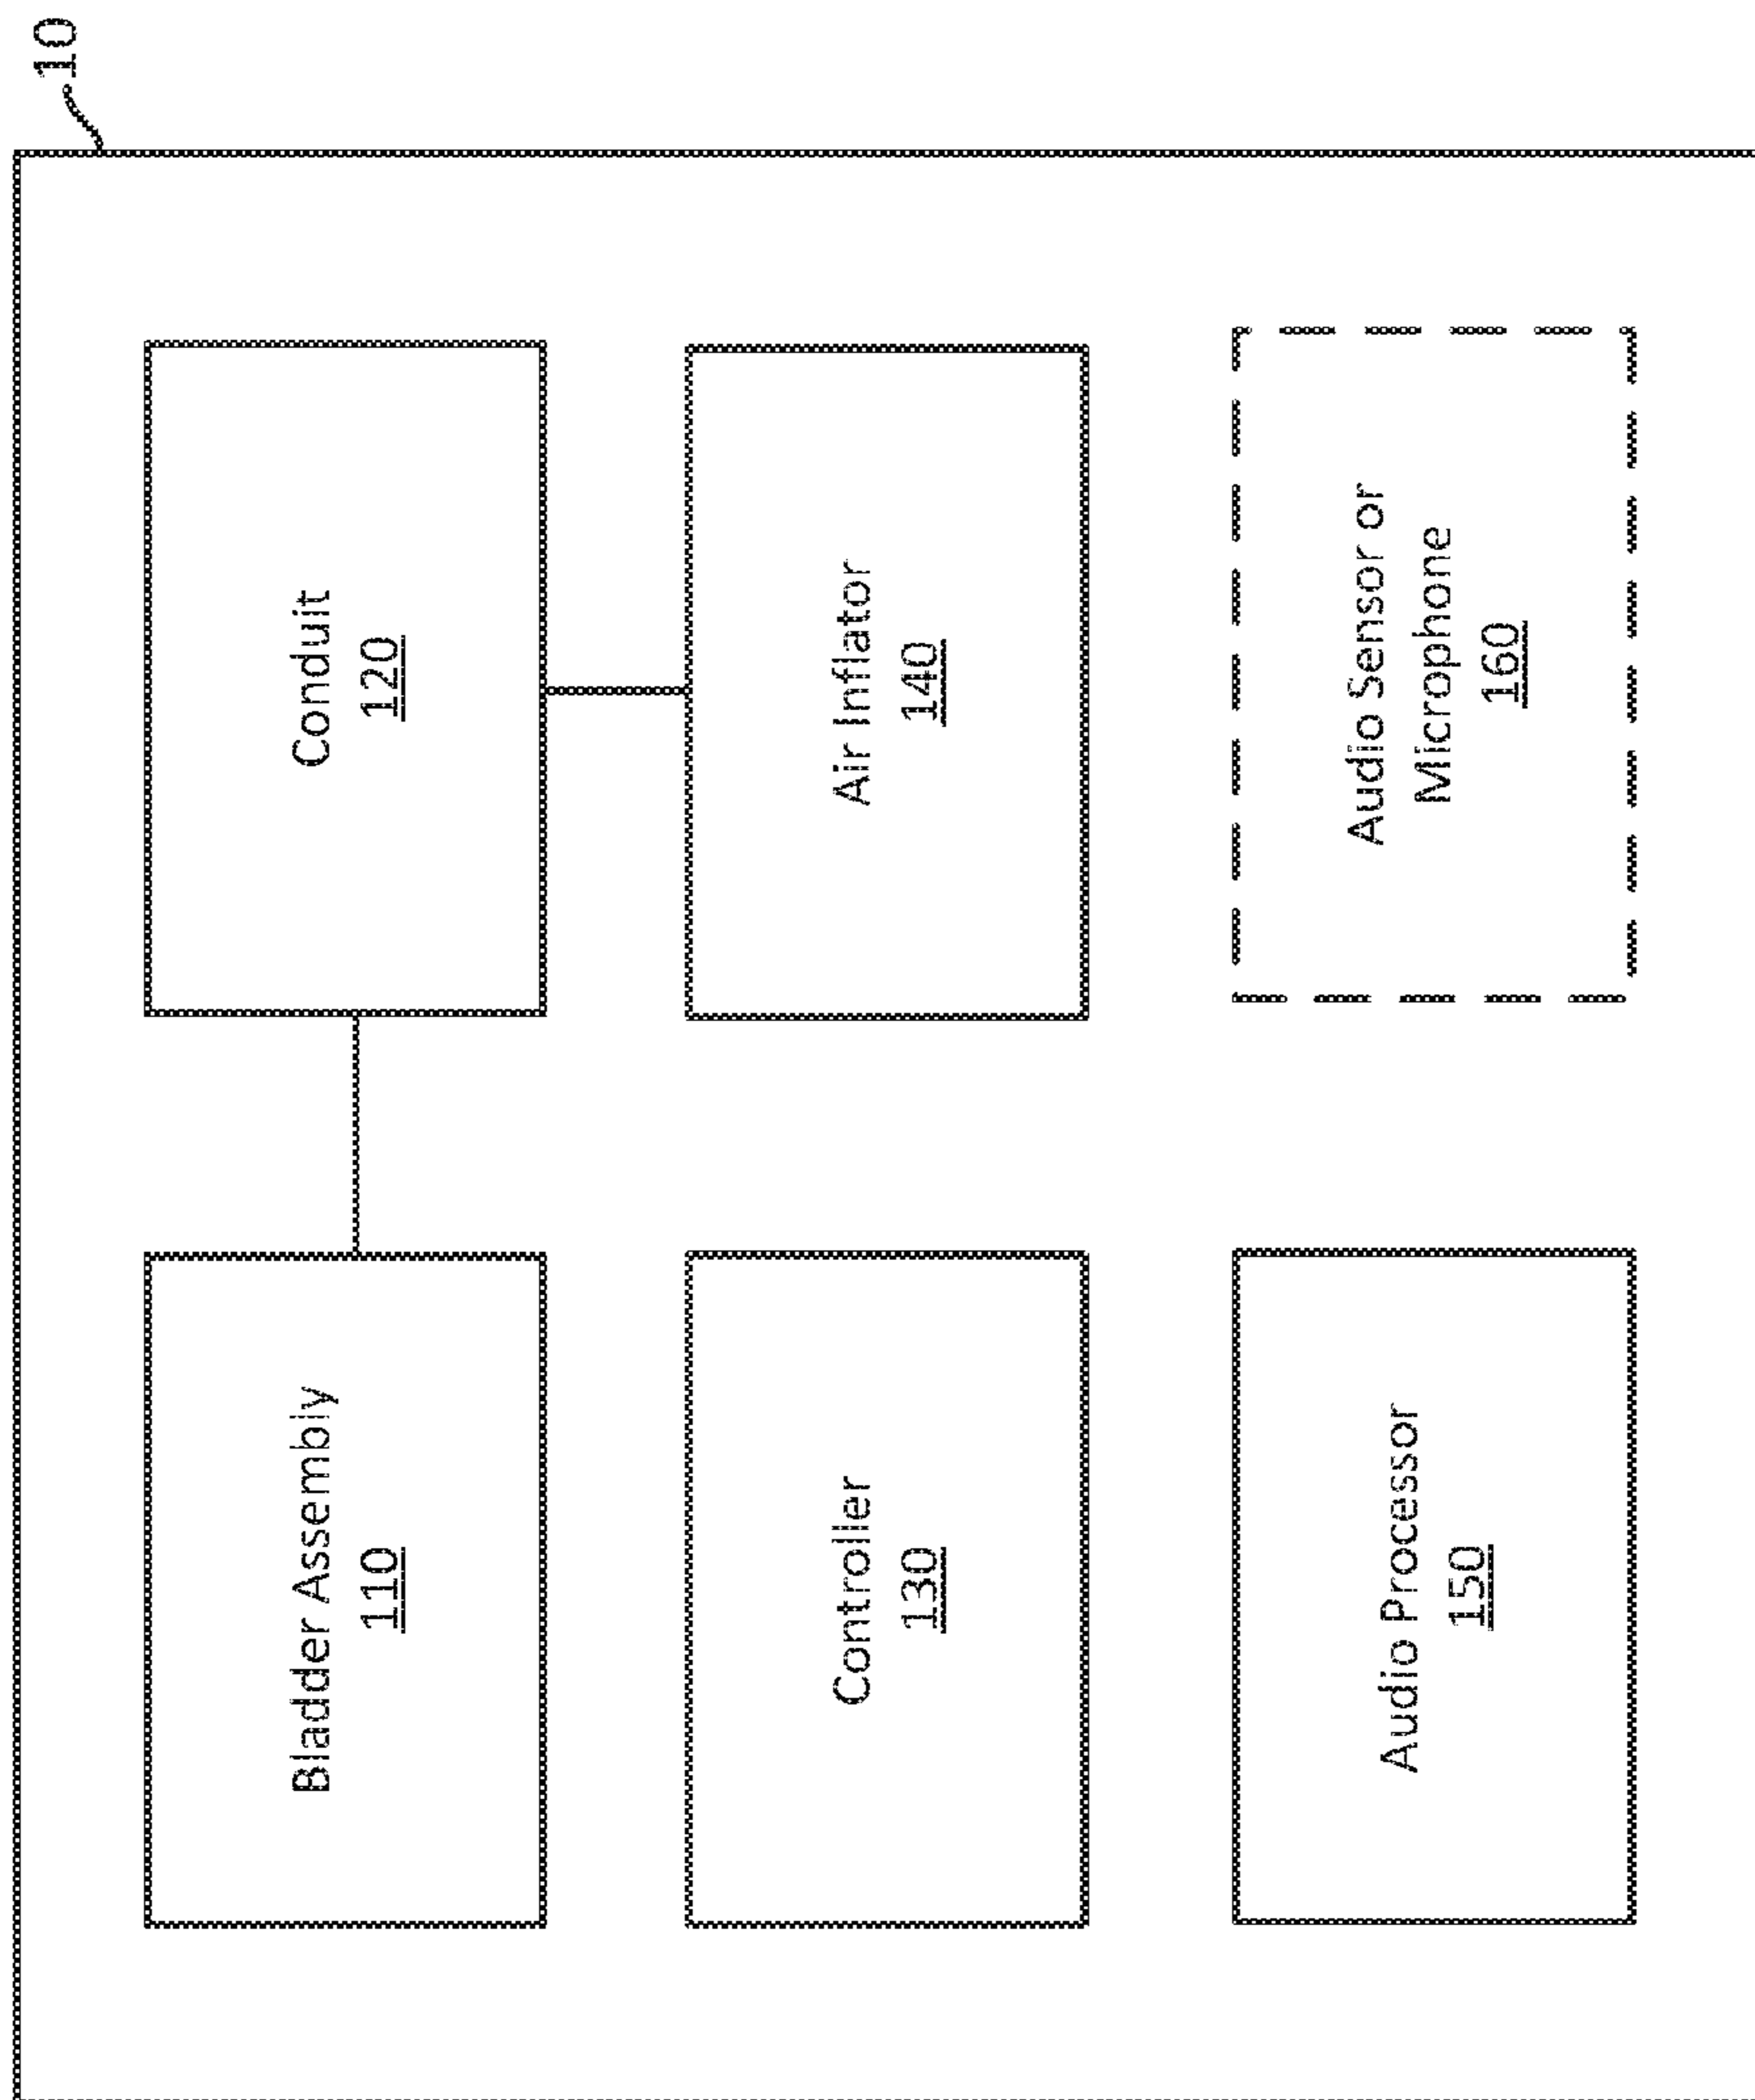 10
Bladder Assembly
110
Conduit
120
Controller
130
Air Inflator
140
Audio Processor
150
Audio Sensor or
Microphone
160